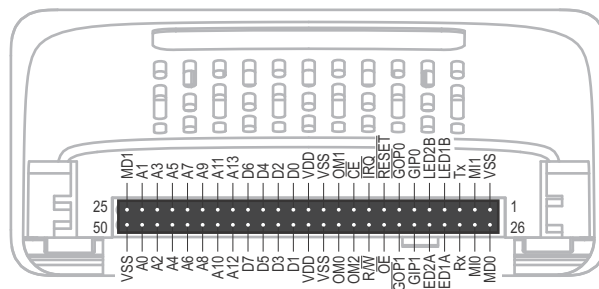 MD1
A1
A3
A5
A7
A9
A11
A13
D6
D4
D2
D0
VDD
VSS
OM1
CE
IRQ
RESET
GOP0
GIP0
LED2B
LED1B
Tx
MI1
VSS
25
1
50
26
VSS
A0
A2
A4
A6
A8
A10
A12
D7
D5
D3
D1
VDD
VSS
OM0
OM2
R/W
OE
GOP1
GIP1
ED2A
ED1A
Rx
MI0
MD0